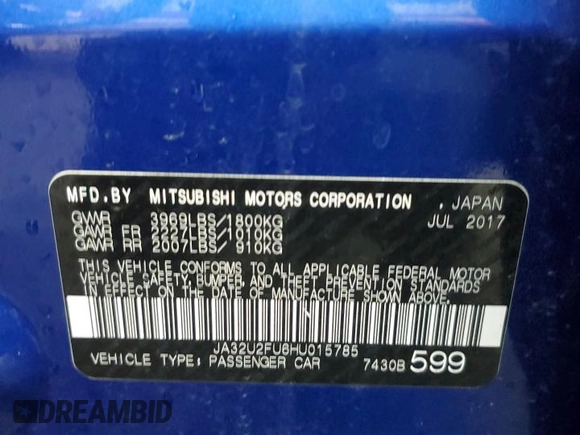 MFD.BY MITSUBISHI MOTORS CORPORATION , JAPAN
GVWR 3969LBS/1800KG JUL 2017
GAWR FR 2227LBS/1010KG
GAWR RR 2007LBS/ 910KG
THIS VEHICLE CONFORMS TO ALL APPLICABLE FEDERAL MOTOR
VEHICLE SAFETY, BUMPER, AND THEFT PREVENTION STANDARDS
IN EFFECT ON THE DATE OF MANUFACTURE SHOWN ABOVE.
JA32U2FU6HU015785
VEHICLE TYPE: PASSENGER CAR 7430B 599
DREAMBID